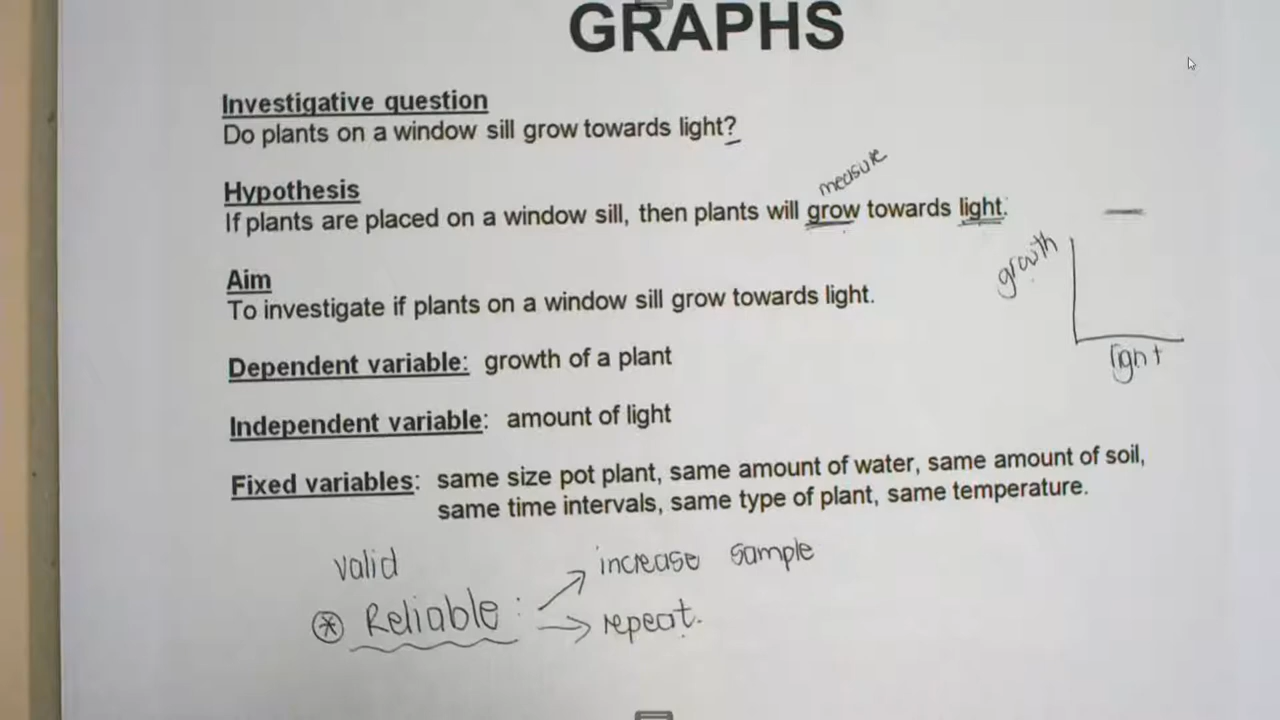 GRAPHS
Investigative question
Do plants on a window sill grow towards light?
measure
Hypothesis
If plants are placed on a window sill, then plants will grow towards light.
growth
light
Aim
To investigate if plants on a window sill grow towards light.
Dependent variable: growth of a plant
Independent variable: amount of light
Fixed variables: same size pot plant, same amount of water, same amount of soil,
same time intervals, same type of plant, same temperature.
valid
* Reliable : increase sample
repeat.